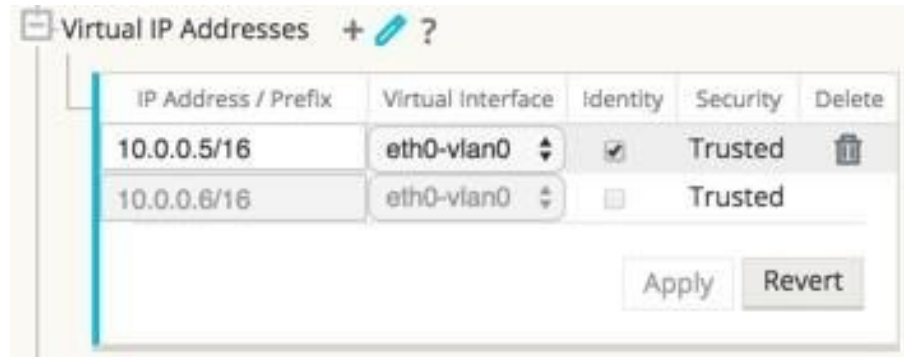 Virtual IP Addresses + ?
IP Address / Prefix Virtual Interface Identity Security Delete
10.0.0.5/16 eth0-vlan0 Trusted
10.0.0.6/16 eth0-vlan0 Trusted
Apply Revert